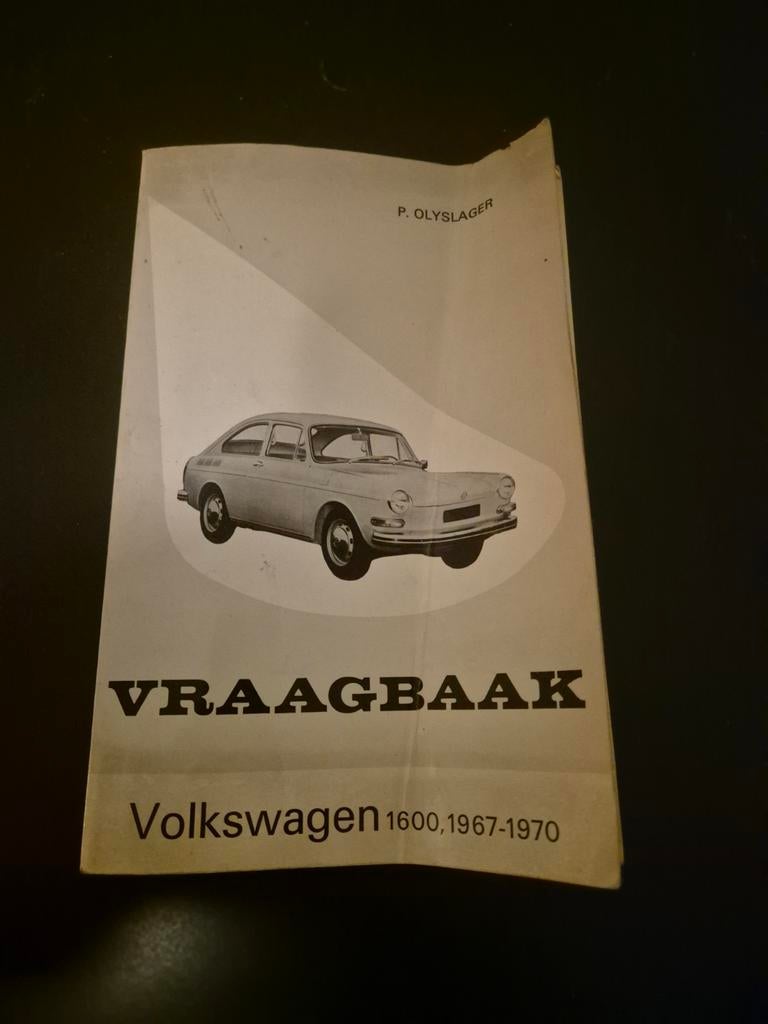 P. OLYSLAGER
VRAAGBAAK
Volkswagen 1600, 1967-1970